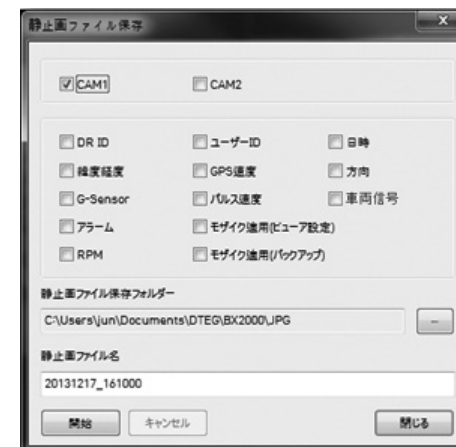 静止画ファイル保存
CAM1 CAM2
DR ID ユーザーID 日時
緯度経度 GPS速度 方向
G-Sensor パルス速度 車両信号
アラーム モザイク適用(ビューア設定)
RPM モザイク適用(バックアップ)
静止画ファイル保存フォルダー
C:\Users\jun\Documents\DTEG\BX2000\JPG
...
静止画ファイル名
20131217_161000
開始 キャンセル 閉じる